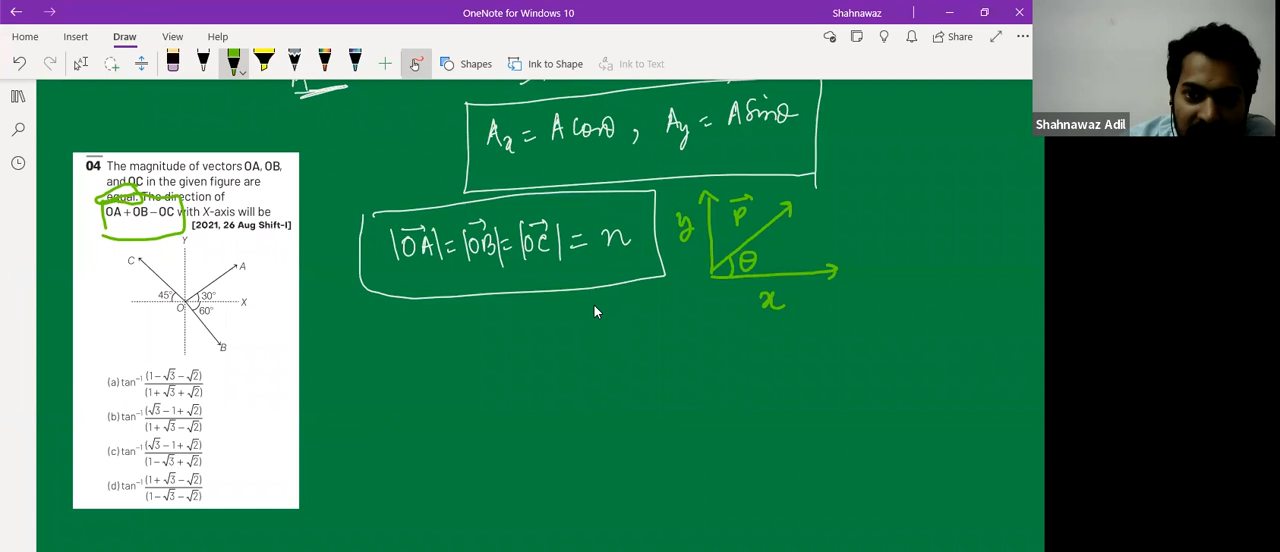 OneNote for Windows 10
Shahnawaz
Home Insert Draw View Help
Share
Shapes Ink to Shape Ink to Text
Shahnawaz Adil
Aₓ = A cosθ , Aᵧ = A sinθ
04 The magnitude of vectors OA, OB,
and OC in the given figure are
equal. The direction of
OA + OB − OC with X-axis will be
[2021, 26 Aug Shift-I]
Y
C
A
45°
30°
X
O
60°
B
(a) tan⁻¹ (1 − √3 − √2) / (1 + √3 + √2)
(b) tan⁻¹ (√3 − 1 + √2) / (1 + √3 − √2)
(c) tan⁻¹ (√3 − 1 + √2) / (1 − √3 + √2)
(d) tan⁻¹ (1 + √3 − √2) / (1 − √3 − √2)
|OA⃗| = |OB⃗| = |OC⃗| = n
y
P⃗
θ
x